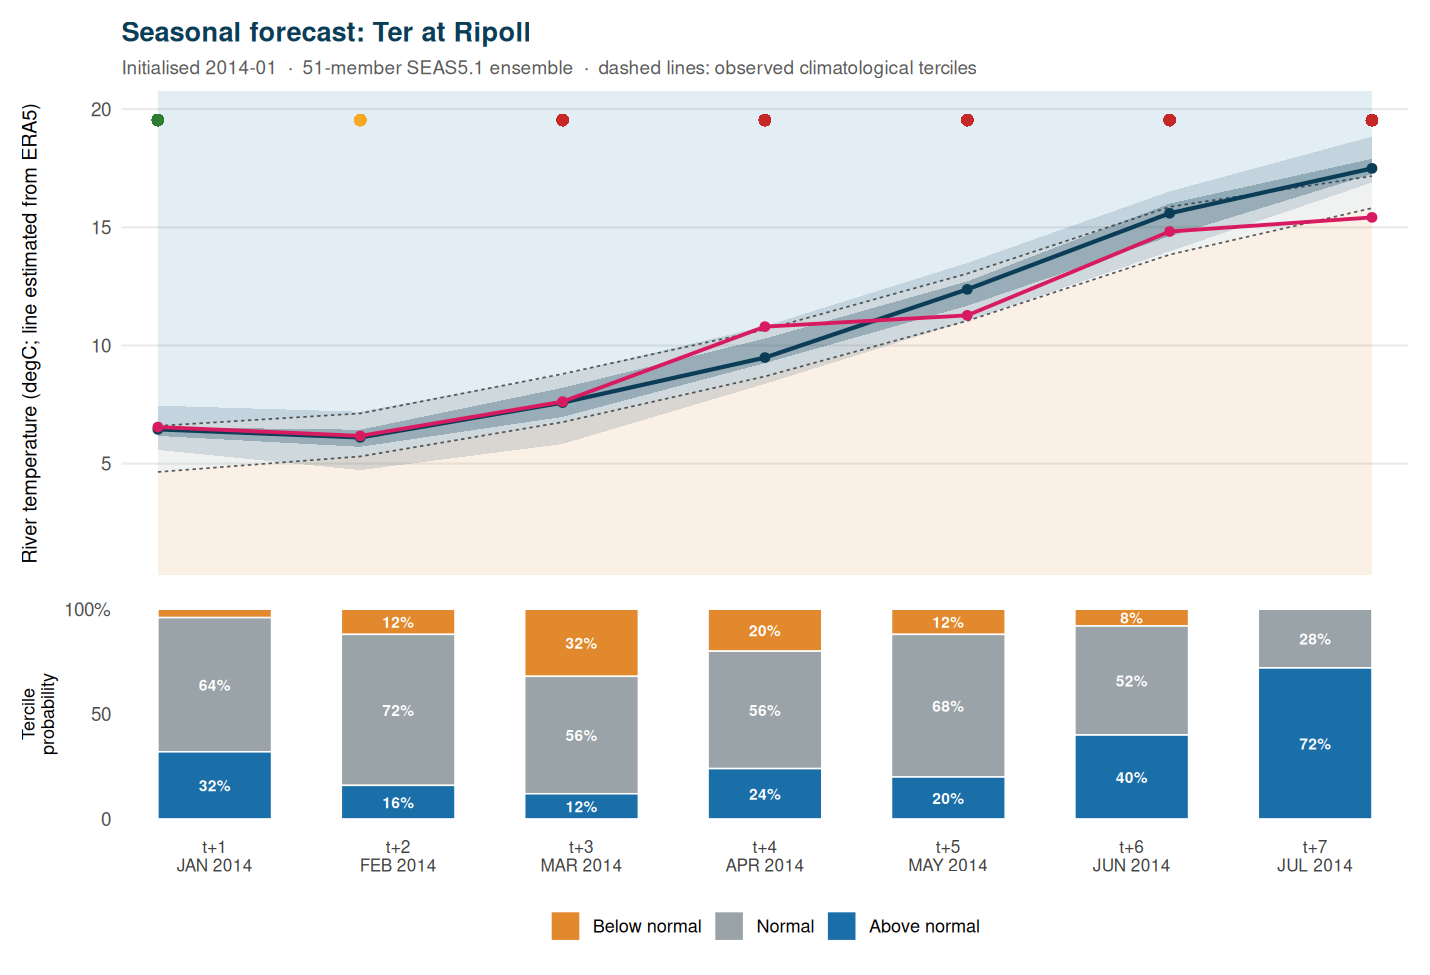 Seasonal forecast: Ter at Ripoll
Initialised 2014-01 · 51-member SEAS5.1 ensemble · dashed lines: observed climatological terciles
River temperature (degC; line estimated from ERA5)
20
15
10
5
Tercile
probability
100%
50
0
12%
32%
20%
12%
8%
28%
64%
72%
56%
56%
68%
52%
72%
32%
16%
12%
24%
20%
40%
t+1
JAN 2014
t+2
FEB 2014
t+3
MAR 2014
t+4
APR 2014
t+5
MAY 2014
t+6
JUN 2014
t+7
JUL 2014
Below normal
Normal
Above normal